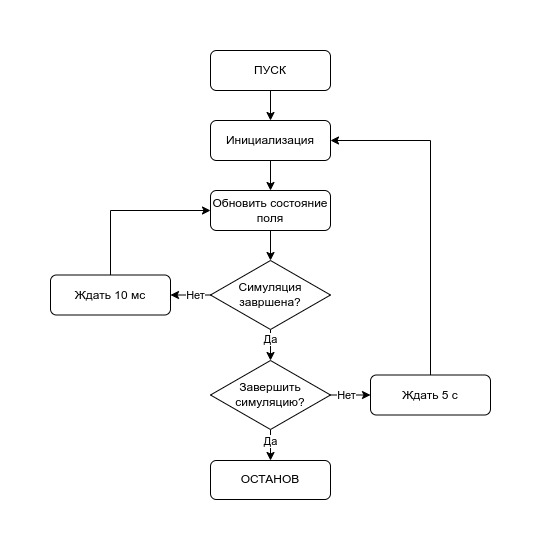 ПУСК
Инициализация
Обновить состояние
поля
Симуляция
завршена?
Нет
Ждать 10 мс
Да
Завершить
симуляцию?
Нет
Ждать 5 с
Да
ОСТАНОВ